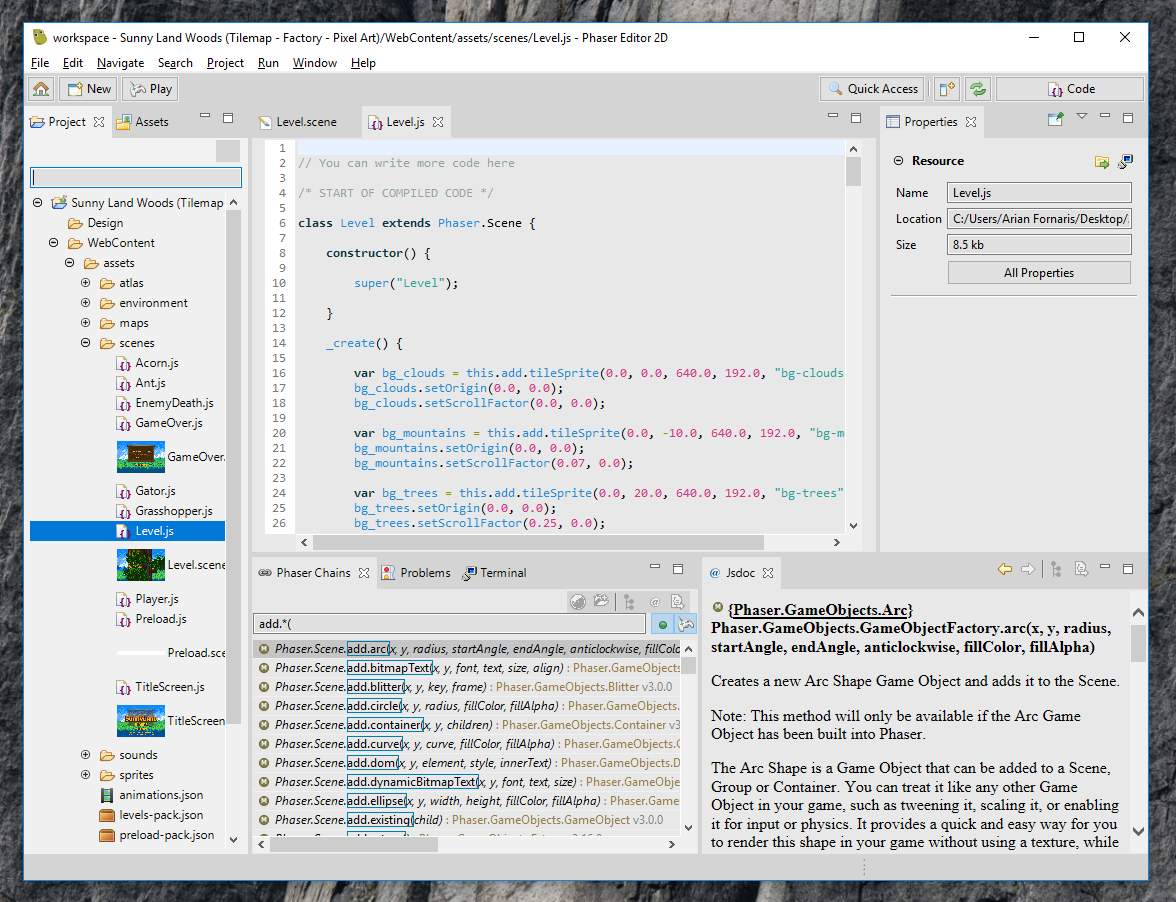 workspace - Sunny Land Woods (Tilemap - Factory - Pixel Art)/WebContent/assets/scenes/Level.js - Phaser Editor 2D
File Edit Navigate Search Project Run Window Help
New Play Quick Access Code
Project Assets
Sunny Land Woods (Tilemap
Design
WebContent
assets
atlas
environment
maps
scenes
Acorn.js
Ant.js
EnemyDeath.js
GameOver.js
GameOver.
Gator.js
Grasshopper.js
Level.js
Level.scene
Player.js
Preload.js
Preload.sce
TitleScreen.js
TitleScreen
sounds
sprites
animations.json
levels-pack.json
preload-pack.json
Level.scene Level.js
1
2 // You can write more code here
3
4 /* START OF COMPILED CODE */
5
6 class Level extends Phaser.Scene {
7
8 constructor() {
9
10 super("Level");
11
12 }
13
14 _create() {
15
16 var bg_clouds = this.add.tileSprite(0.0, 0.0, 640.0, 192.0, "bg-clouds
17 bg_clouds.setOrigin(0.0, 0.0);
18 bg_clouds.setScrollFactor(0.0, 0.0);
19
20 var bg_mountains = this.add.tileSprite(0.0, -10.0, 640.0, 192.0, "bg-m
21 bg_mountains.setOrigin(0.0, 0.0);
22 bg_mountains.setScrollFactor(0.07, 0.0);
23
24 var bg_trees = this.add.tileSprite(0.0, 20.0, 640.0, 192.0, "bg-trees"
25 bg_trees.setOrigin(0.0, 0.0);
26 bg_trees.setScrollFactor(0.25, 0.0);
Properties
Resource
Name Level.js
Location C:/Users/Arian Fornaris/Desktop/
Size 8.5 kb
All Properties
Phaser Chains Problems Terminal
add.*(
Phaser.Scene.add.arc(x, y, radius, startAngle, endAngle, anticlockwise, fillColo
Phaser.Scene.add.bitmapText(x, y, font, text, size, align) : Phaser.GameObjects
Phaser.Scene.add.blitter(x, y, key, frame) : Phaser.GameObjects.Blitter v3.0.0
Phaser.Scene.add.circle(x, y, radius, fillColor, fillAlpha) : Phaser.GameObjects.
Phaser.Scene.add.container(x, y, children) : Phaser.GameObjects.Container v3
Phaser.Scene.add.curve(x, y, curve, fillColor, fillAlpha) : Phaser.GameObjects.C
Phaser.Scene.add.dom(x, y, element, style, innerText) : Phaser.GameObjects.D
Phaser.Scene.add.dynamicBitmapText(x, y, font, text, size) : Phaser.GameObje
Phaser.Scene.add.ellipse(x, y, width, height, fillColor, fillAlpha) : Phaser.Game
Phaser.Scene.add.existing(child) : Phaser.GameObjects.GameObject v3.0.0
Jsdoc
{Phaser.GameObjects.Arc}
Phaser.GameObjects.GameObjectFactory.arc(x, y, radius,
startAngle, endAngle, anticlockwise, fillColor, fillAlpha)
Creates a new Arc Shape Game Object and adds it to the Scene.
Note: This method will only be available if the Arc Game
Object has been built into Phaser.
The Arc Shape is a Game Object that can be added to a Scene,
Group or Container. You can treat it like any other Game
Object in your game, such as tweening it, scaling it, or enabling
it for input or physics. It provides a quick and easy way for you
to render this shape in your game without using a texture, while